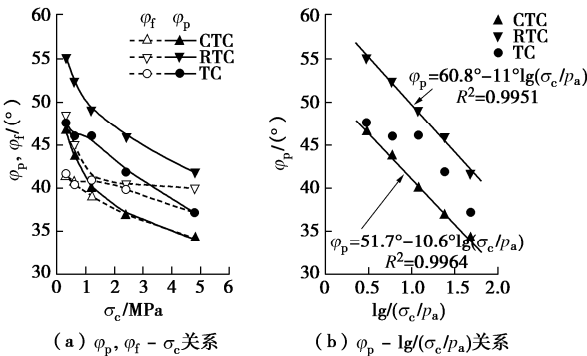 (a)
φf φp
CTC
RTC
TC
60
55
50
45
40
35
30
φp, φf/(°)
0 1 2 3 4 5 6
σc/MPa
(a) φp, φf－σc关系
(b)
CTC
RTC
TC
60
55
50
45
40
35
30
φp/(°)
φp=60.8°−11°lg(σc/pa)
R²=0.9951
φp=51.7°−10.6°lg(σc/pa)
R²=0.9964
0 0.5 1.0 1.5 2.0
lg/(σc/pa)
(b) φp－lg/(σc/pa)关系